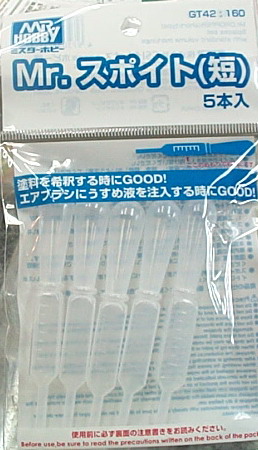 MR.
HOBBY
ミスターホビー
GT42:160
Mr. スポイト(短)
5本入
塗料を希釈する時にGOOD!
エアブラシにうすめ液を注入する時にGOOD!
使用前に必ず裏面の注意書きをお読みください。
Before use,be sure to read the precautions written on the back of the pack